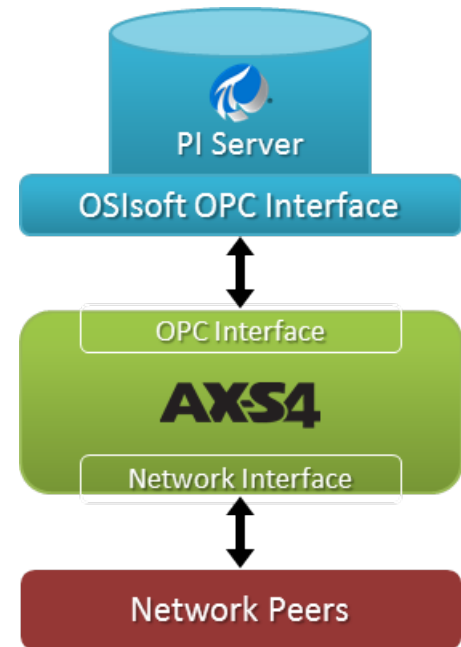 PI Server
OSIsoft OPC Interface
OPC Interface
AX-S4
Network Interface
Network Peers